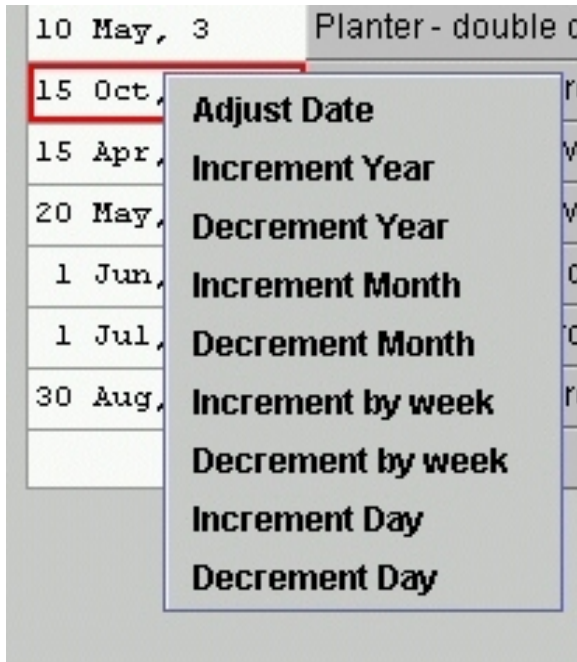 10 May, 3 Planter - double
15 Oct,
15 Apr,
20 May,
1 Jun,
1 Jul,
30 Aug,
Adjust Date
Increment Year
Decrement Year
Increment Month
Decrement Month
Increment by week
Decrement by week
Increment Day
Decrement Day